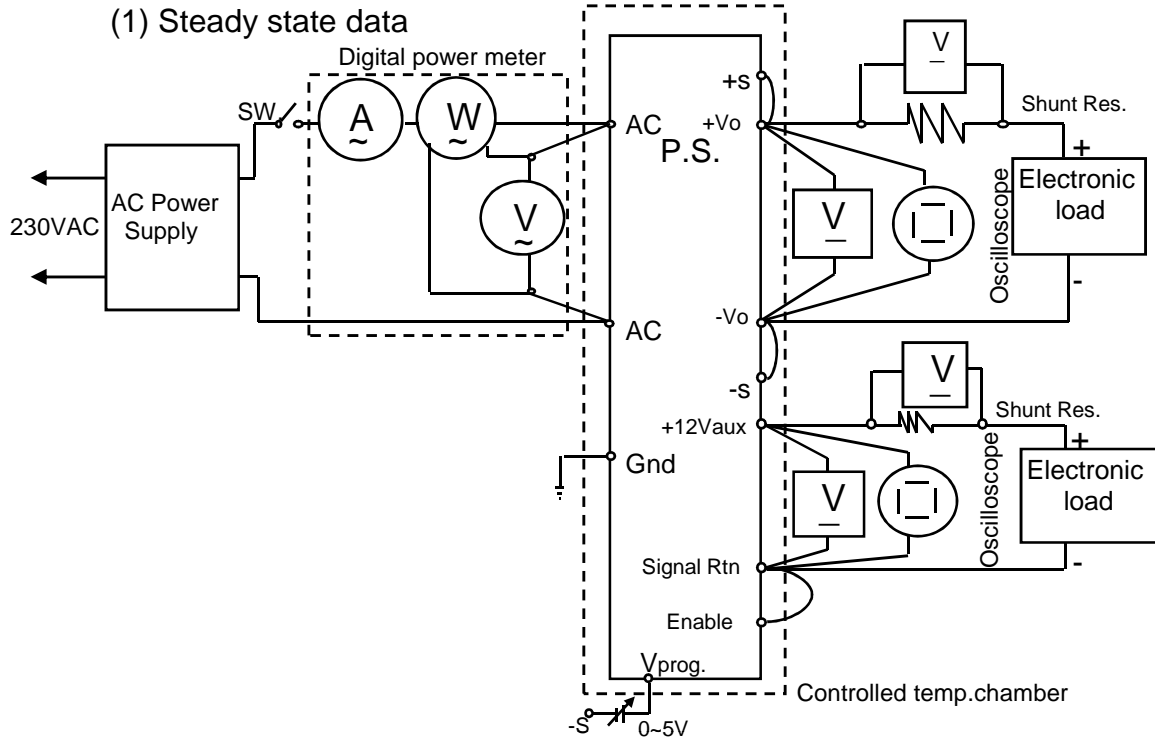 (1) Steady state data
Digital power meter
SW
A
~
W
~
V
~
230VAC
AC Power
Supply
AC
P.S.
AC
Gnd
+s
+Vo
-Vo
-s
+12Vaux
Signal Rtn
Enable
Vprog.
-S
0~5V
V
Shunt Res.
V
Oscilloscope
+
Electronic
load
-
V
Shunt Res.
V
Oscilloscope
+
Electronic
load
-
Controlled temp.chamber